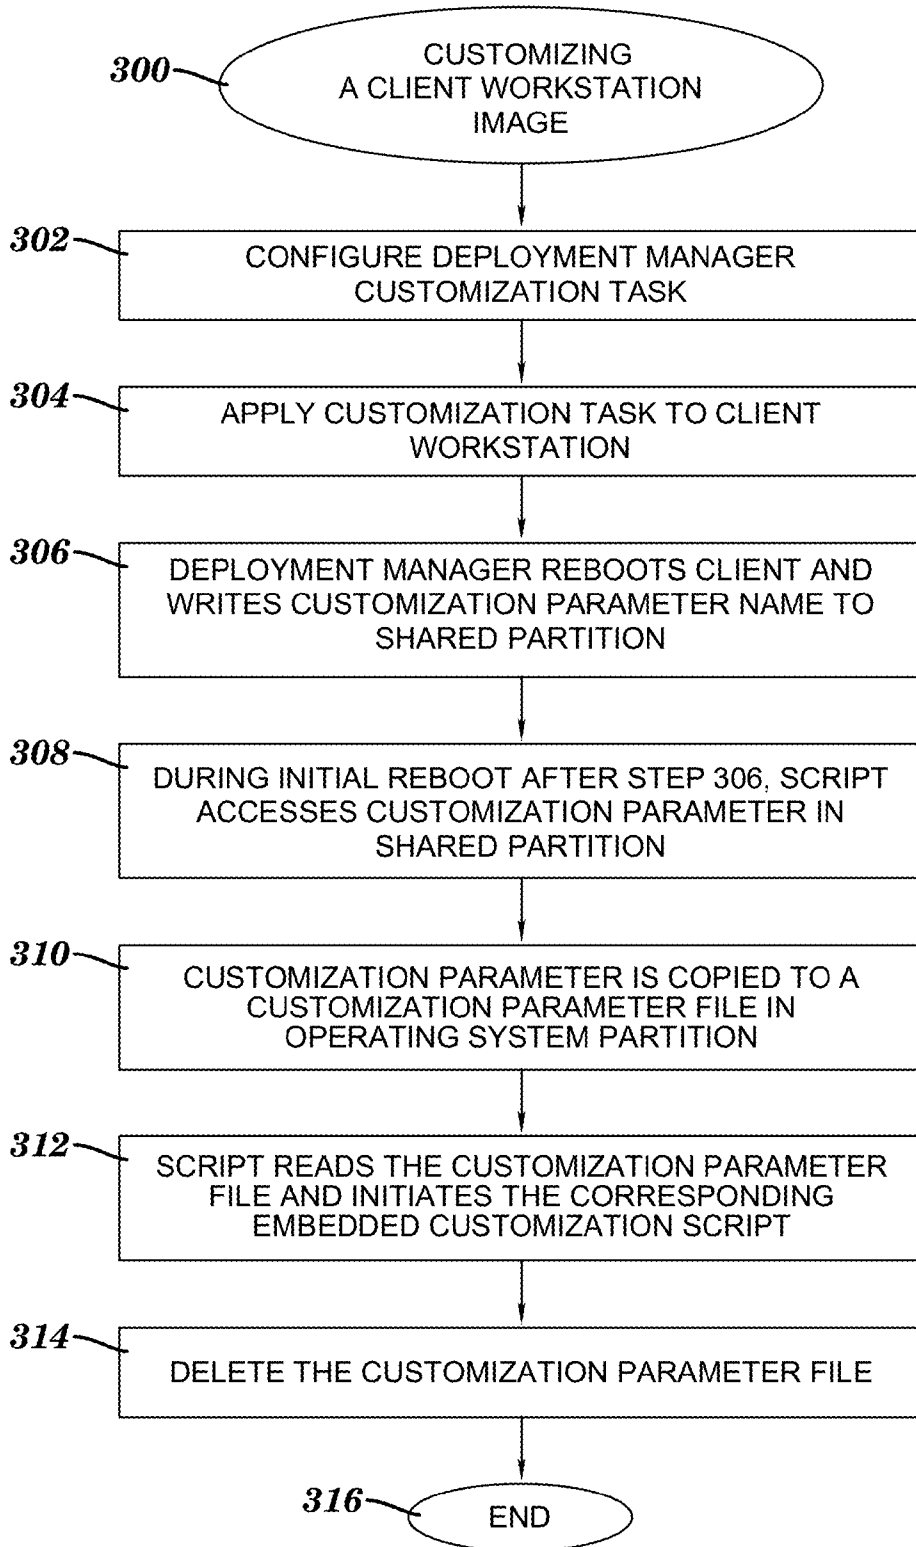 300
CUSTOMIZING
A CLIENT WORKSTATION
IMAGE
302
CONFIGURE DEPLOYMENT MANAGER
CUSTOMIZATION TASK
304
APPLY CUSTOMIZATION TASK TO CLIENT
WORKSTATION
306
DEPLOYMENT MANAGER REBOOTS CLIENT AND
WRITES CUSTOMIZATION PARAMETER NAME TO
SHARED PARTITION
308
DURING INITIAL REBOOT AFTER STEP 306, SCRIPT
ACCESSES CUSTOMIZATION PARAMETER IN
SHARED PARTITION
310
CUSTOMIZATION PARAMETER IS COPIED TO A
CUSTOMIZATION PARAMETER FILE IN
OPERATING SYSTEM PARTITION
312
SCRIPT READS THE CUSTOMIZATION PARAMETER
FILE AND INITIATES THE CORRESPONDING
EMBEDDED CUSTOMIZATION SCRIPT
314
DELETE THE CUSTOMIZATION PARAMETER FILE
316
END